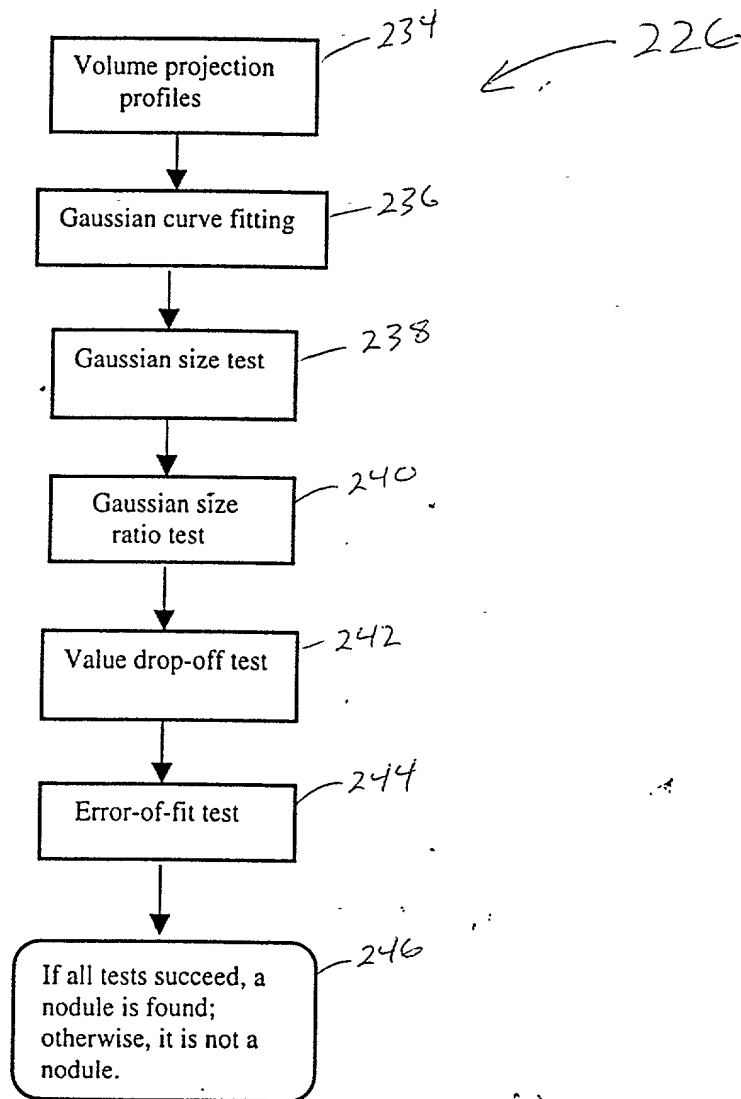 234
226
Volume projection
profiles
236
Gaussian curve fitting
238
Gaussian size test
240
Gaussian size
ratio test
242
Value drop-off test
244
Error-of-fit test
246
If all tests succeed, a
nodule is found;
otherwise, it is not a
nodule.